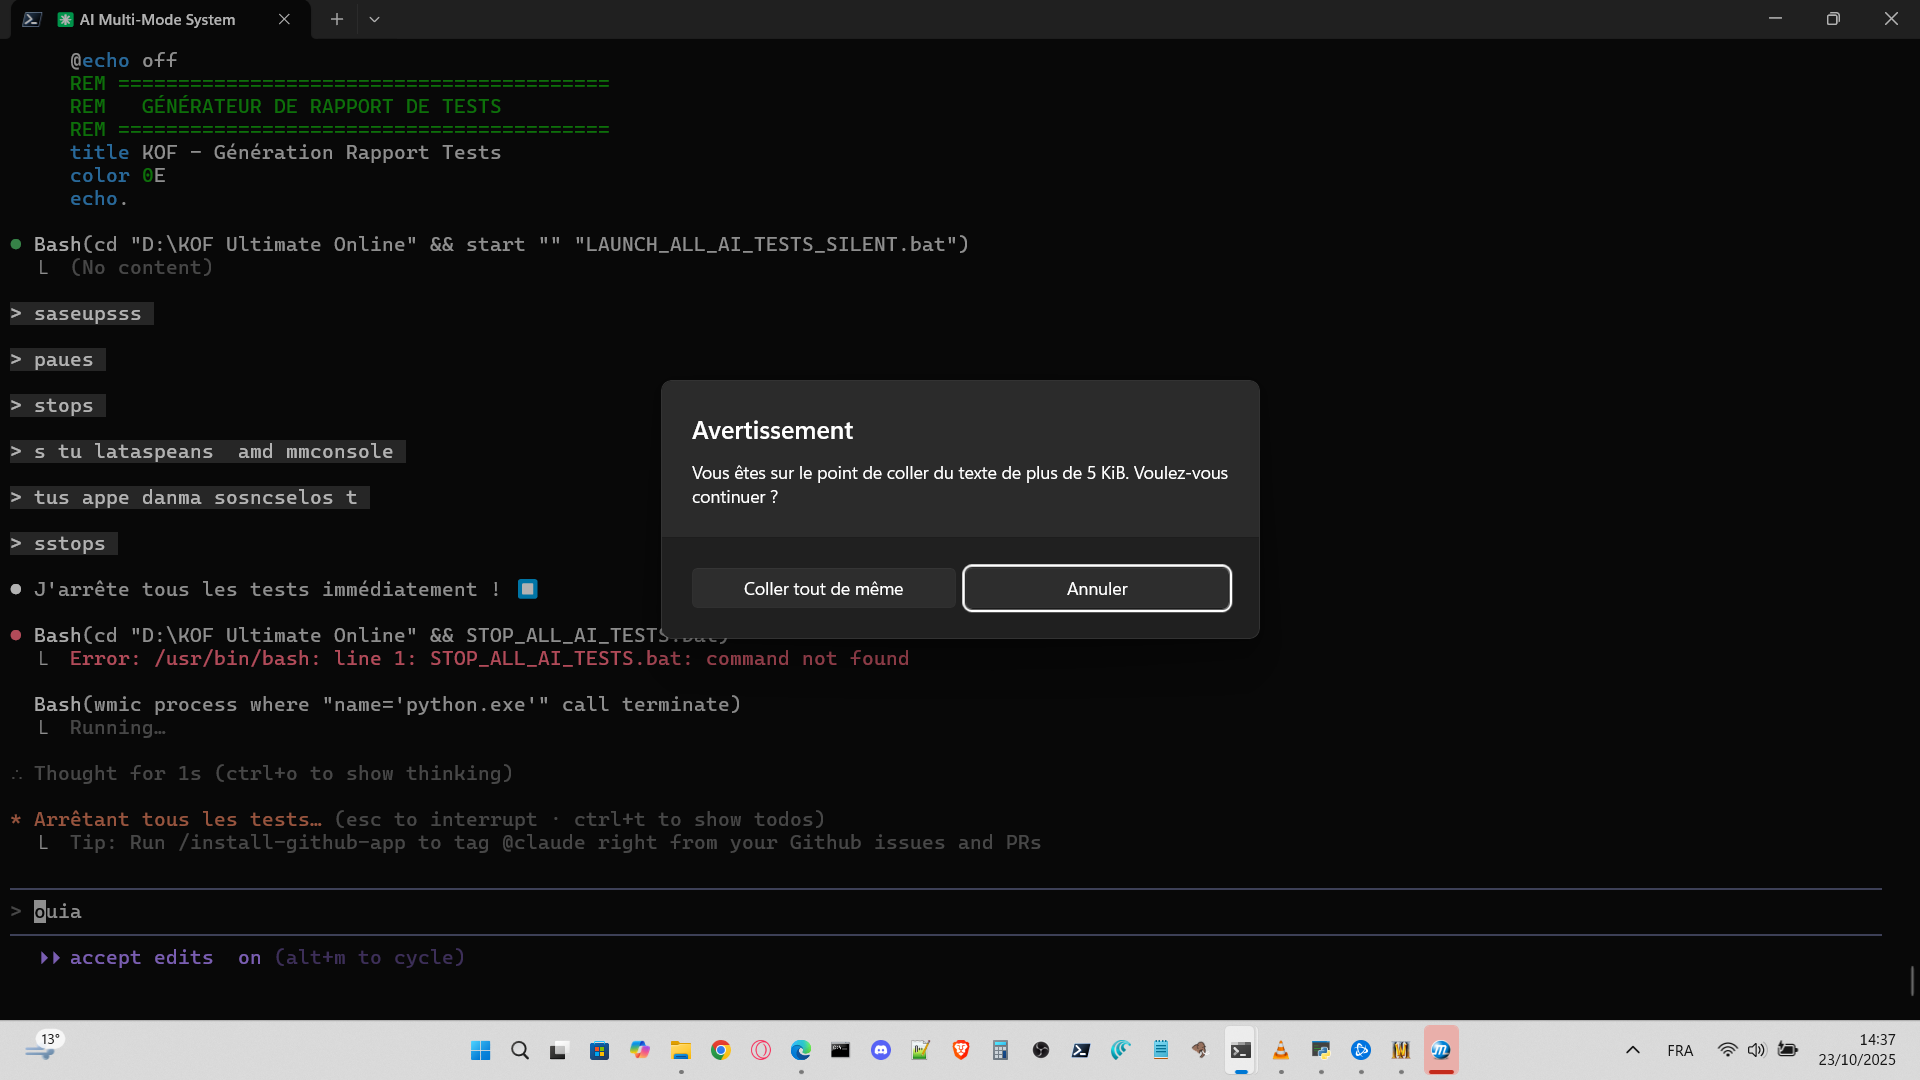 AI Multi-Mode System
@echo off
REM =========================================
REM   GÉNÉRATEUR DE RAPPORT DE TESTS
REM =========================================
title KOF - Génération Rapport Tests
color 0E
echo.
● Bash(cd "D:\KOF Ultimate Online" && start "" "LAUNCH_ALL_AI_TESTS_SILENT.bat")
(No content)
> saseupsss
> paues
> stops
> s tu lataspeans  amd mmconsole
> tus appe danma sosncselos t
> sstops
Avertissement
Vous êtes sur le point de coller du texte de plus de 5 KiB. Voulez-vous
continuer ?
Coller tout de même
Annuler
● J'arrête tous les tests immédiatement ! ⏹
● Bash(cd "D:\KOF Ultimate Online" && STOP_ALL_AI_TESTS.bat)
Error: /usr/bin/bash: line 1: STOP_ALL_AI_TESTS.bat: command not found
Bash(wmic process where "name='python.exe'" call terminate)
Running…
∴ Thought for 1s (ctrl+o to show thinking)
* Arrêtant tous les tests… (esc to interrupt · ctrl+t to show todos)
Tip: Run /install-github-app to tag @claude right from your Github issues and PRs
> ouia
accept edits  on (alt+m to cycle)
13°
FRA
14:37
23/10/2025